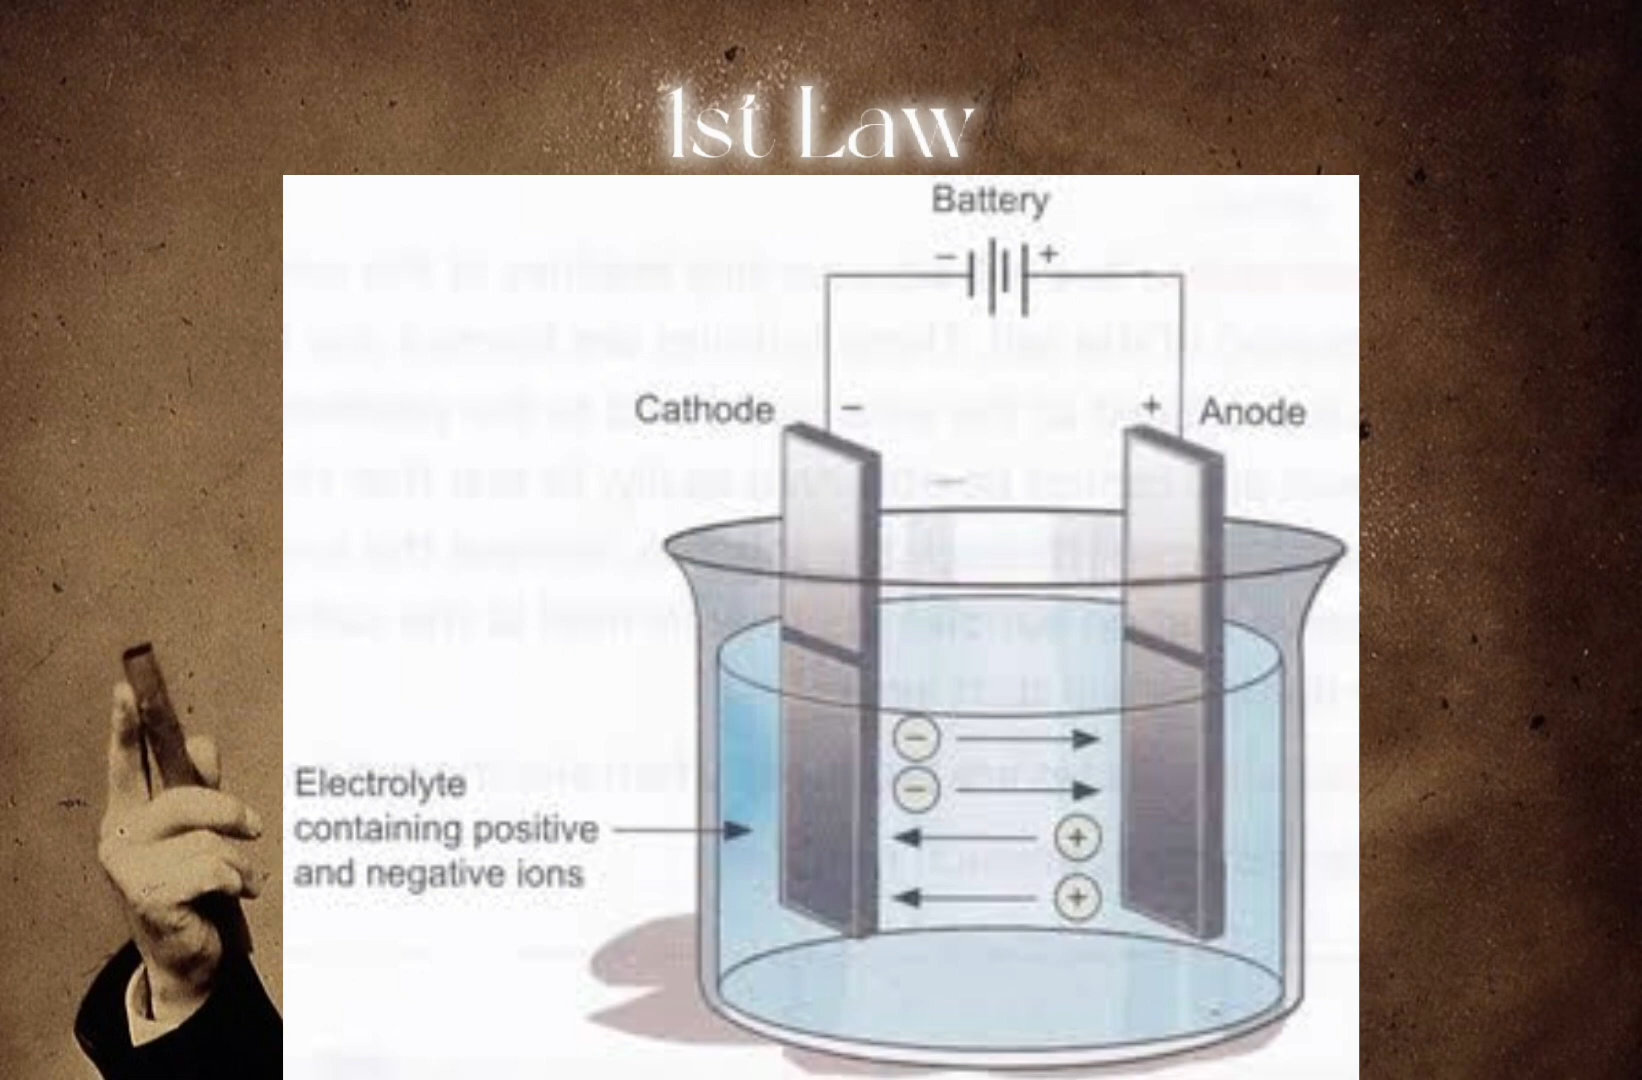 1st Law
Battery
− +
Cathode − + Anode
−
−
+
+
Electrolyte
containing positive
and negative ions